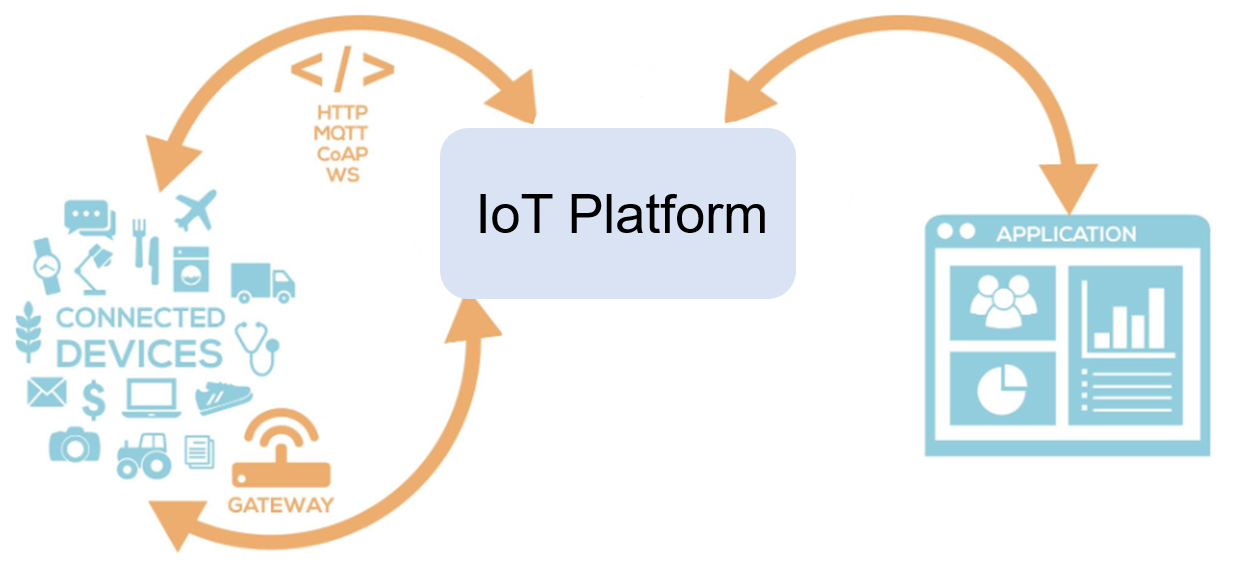 </>
HTTP
MQTT
CoAP
WS
IoT Platform
APPLICATION
CONNECTED
DEVICES
$
GATEWAY